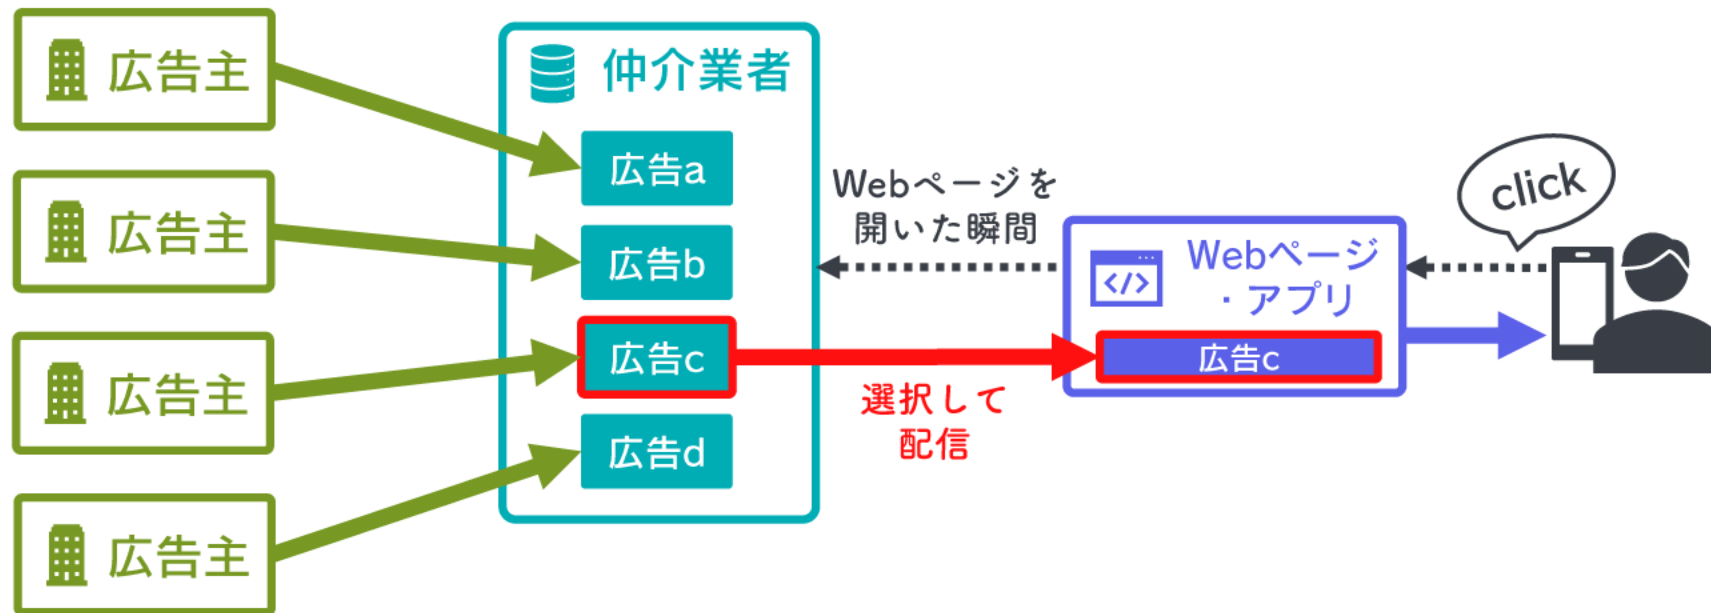 広告主
広告主
広告主
広告主
仲介業者
広告a
広告b
広告c
広告d
Webページを
開いた瞬間
選択して
配信
Webページ
・アプリ
広告c
click